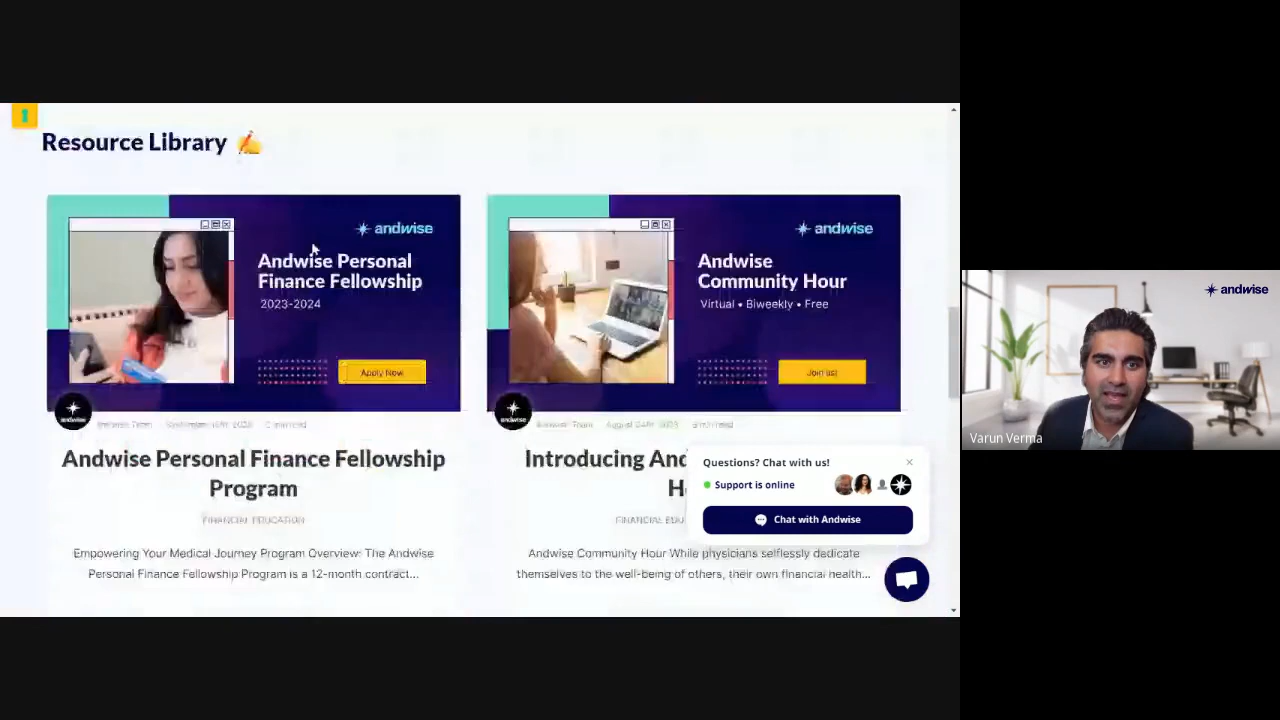 Resource Library
andwise
Andwise Personal
Finance Fellowship
2023-2024
Apply Now
andwise
Andwise
Community Hour
Virtual • Biweekly • Free
Join us!
Andwise Personal Finance Fellowship
Program
FINANCIAL EDUCATION
Empowering Your Medical Journey Program Overview: The Andwise
Personal Finance Fellowship Program is a 12-month contract...
Introducing And
H
FINANCIAL EDU
Andwise Community Hour While physicians selflessly dedicate
themselves to the well-being of others, their own financial health...
Questions? Chat with us!
Support is online
Chat with Andwise
andwise
Varun Verma